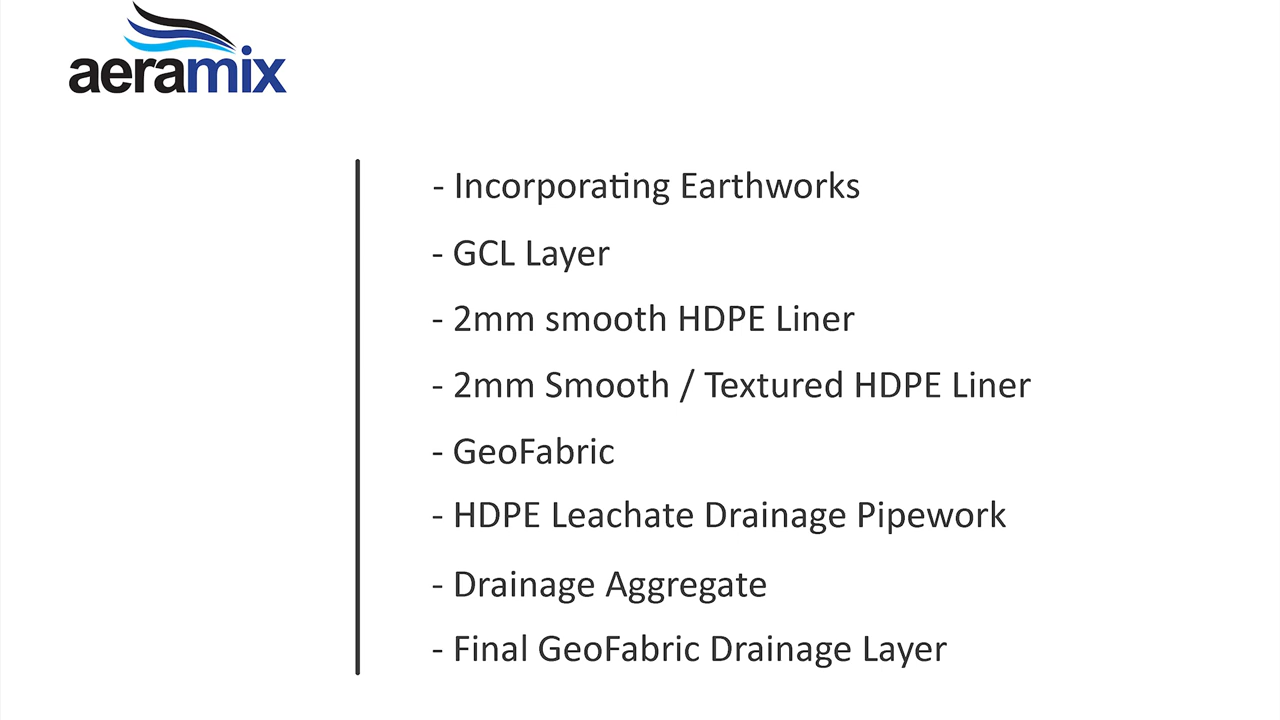 aeramix
- Incorporating Earthworks
- GCL Layer
- 2mm smooth HDPE Liner
- 2mm Smooth / Textured HDPE Liner
- GeoFabric
- HDPE Leachate Drainage Pipework
- Drainage Aggregate
- Final GeoFabric Drainage Layer